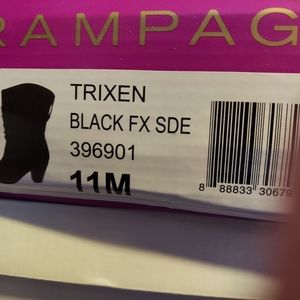 RAMPAG
TRIXEN
BLACK FX SDE
396901
11M
8 88833 30679